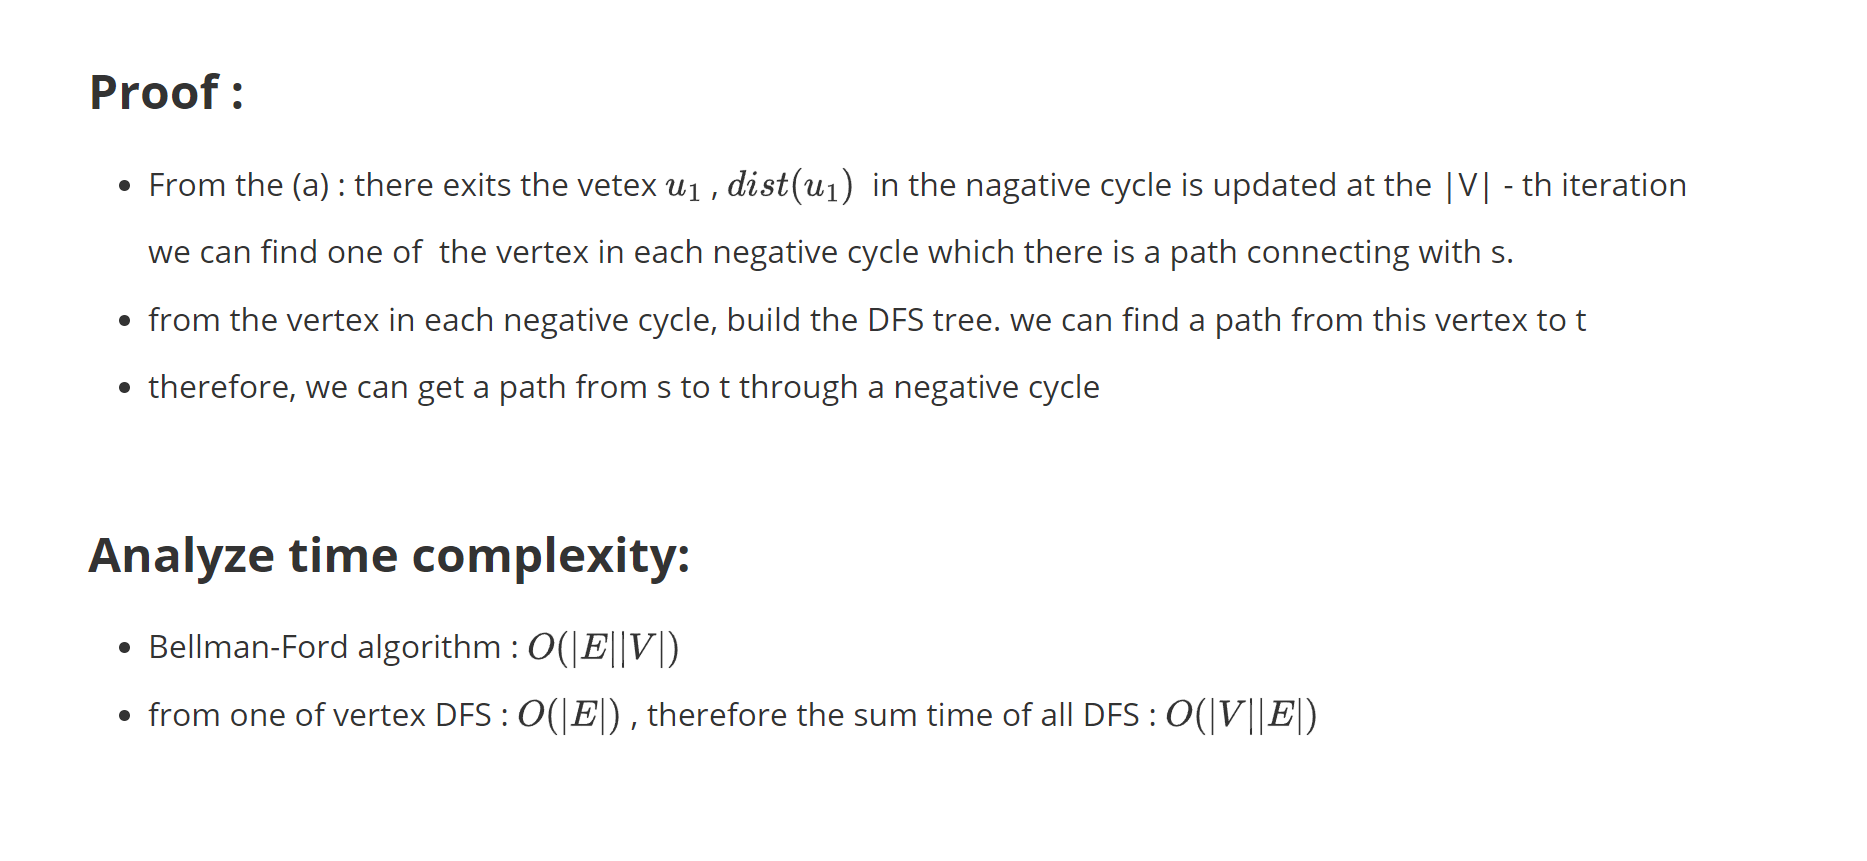 Proof :
• From the (a) : there exits the vetex u₁ , dist(u₁) in the nagative cycle is updated at the |V| - th iteration
we can find one of the vertex in each negative cycle which there is a path connecting with s.
• from the vertex in each negative cycle, build the DFS tree. we can find a path from this vertex to t
• therefore, we can get a path from s to t through a negative cycle
Analyze time complexity:
• Bellman-Ford algorithm : O(|E||V|)
• from one of vertex DFS : O(|E|) , therefore the sum time of all DFS : O(|V||E|)